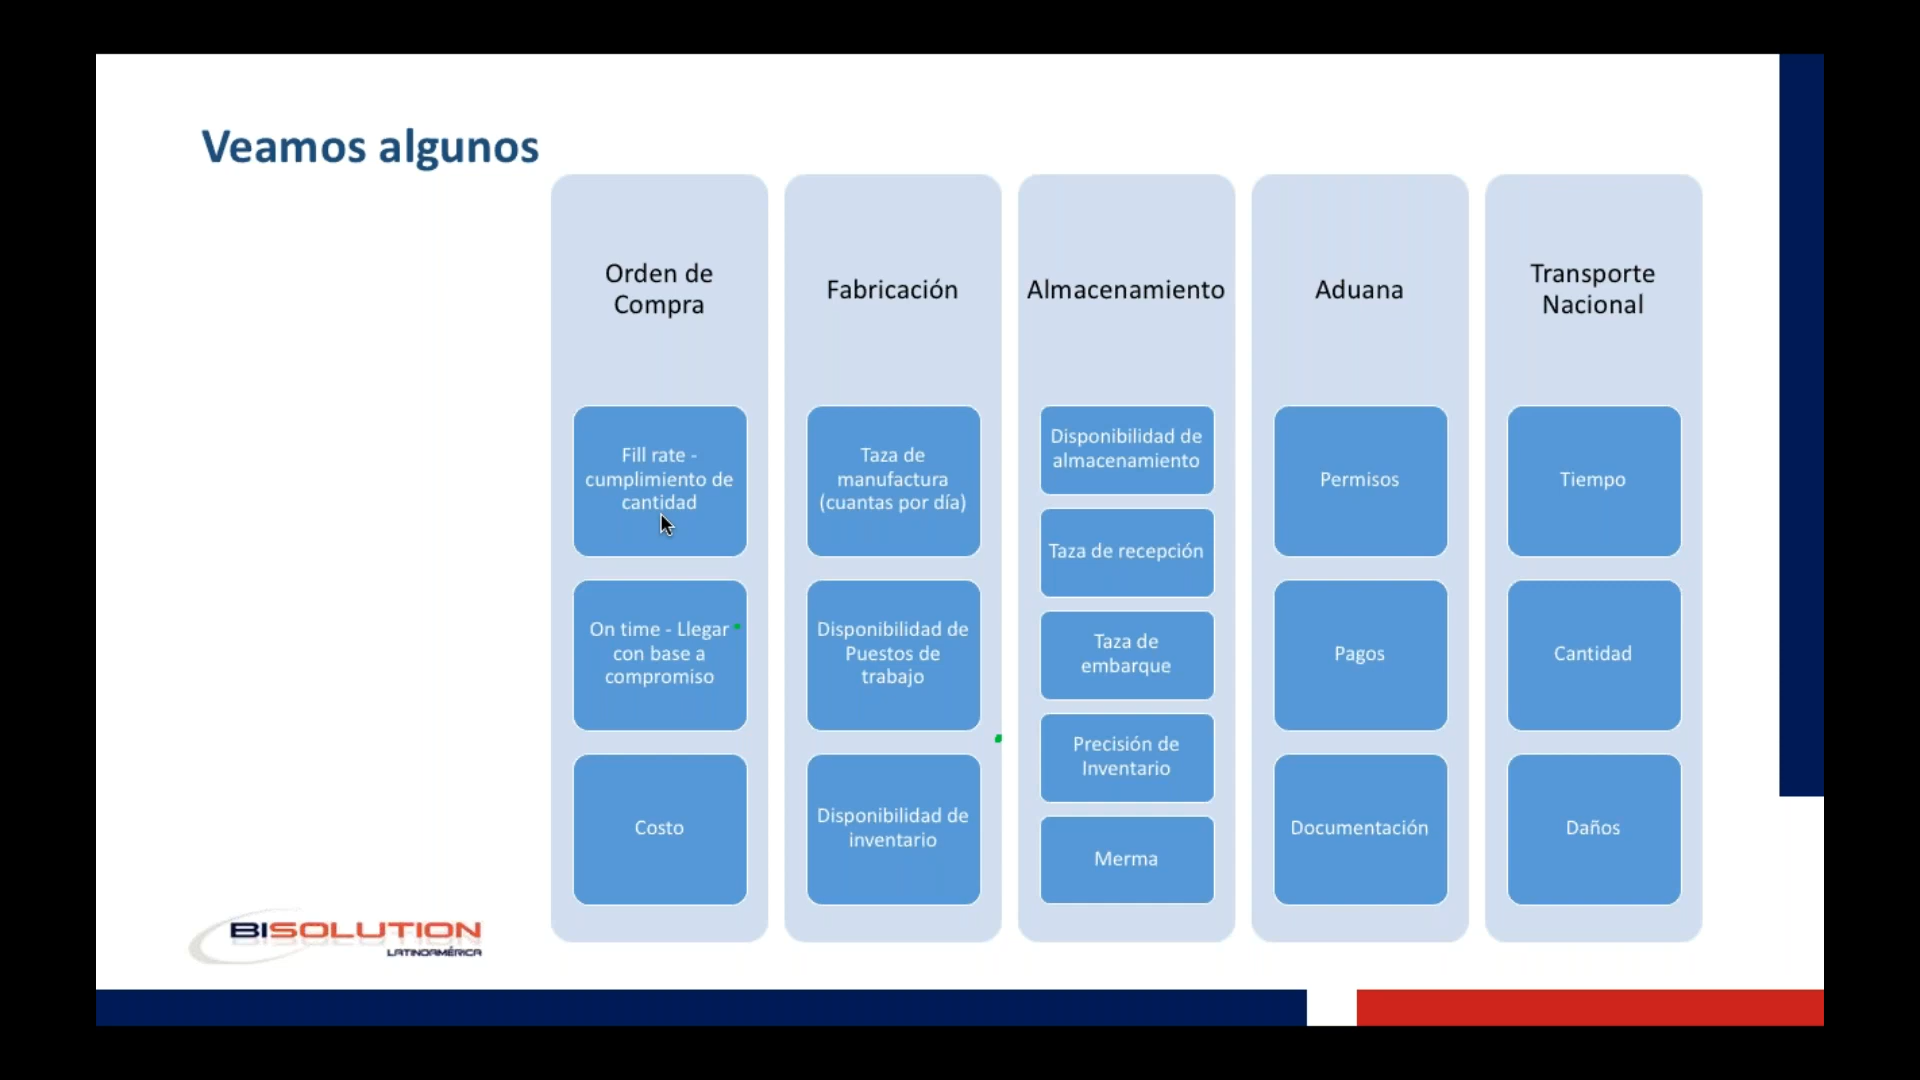 Veamos algunos
Orden de
Compra
Fill rate -
cumplimiento de
cantidad
On time - Llegar
con base a
compromiso
Costo
Fabricación
Taza de
manufactura
(cuantas por día)
Disponibilidad de
Puestos de
trabajo
Disponibilidad de
inventario
Almacenamiento
Disponibilidad de
almacenamiento
Taza de recepción
Taza de
embarque
Precisión de
Inventario
Merma
Aduana
Permisos
Pagos
Documentación
Transporte
Nacional
Tiempo
Cantidad
Daños
BISOLUTION
LATINOAMÉRICA